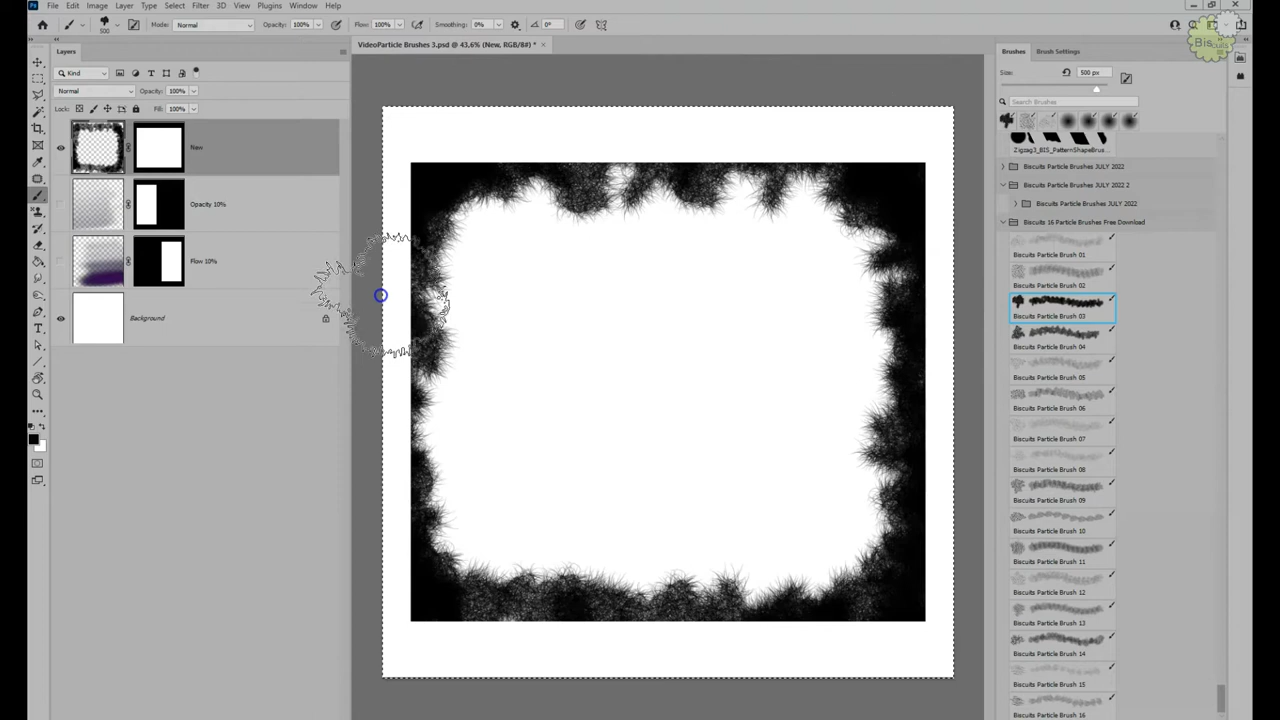 Ps File Edit Image Layer Type Select Filter 3D View Plugins Window Help
500 Mode: Normal Opacity: 100% Flow: 100% Smoothing: 0% 0°
Biscuits
Layers
VideoParticle Brushes 3.psd @ 43,6% (New, RGB/8#) * ×
Brushes Brush Settings
Kind
Size: 500 px
Normal Opacity: 100%
Search Brushes
Lock: Fill: 100%
New
Opacity 10%
Flow 10%
Background
Zigzag3_BIS_PatternShapeBrus...
Biscuits Particle Brushes JULY 2022
Biscuits Particle Brushes JULY 2022 2
Biscuits Particle Brushes JULY 2022
Biscuits 16 Particle Brushes Free Download
Biscuits Particle Brush 01
Biscuits Particle Brush 02
Biscuits Particle Brush 03
Biscuits Particle Brush 04
Biscuits Particle Brush 05
Biscuits Particle Brush 06
Biscuits Particle Brush 07
Biscuits Particle Brush 08
Biscuits Particle Brush 09
Biscuits Particle Brush 10
Biscuits Particle Brush 11
Biscuits Particle Brush 12
Biscuits Particle Brush 13
Biscuits Particle Brush 14
Biscuits Particle Brush 15
Biscuits Particle Brush 16